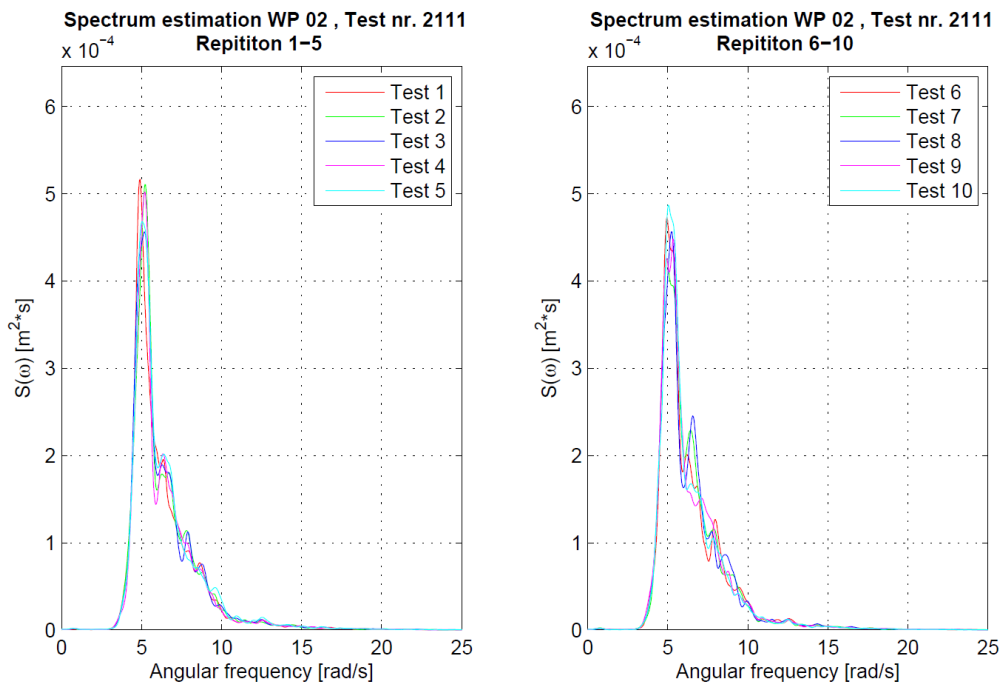 Spectrum estimation WP 02 , Test nr. 2111
Repititon 1−5
x 10⁻⁴
6
5
4
3
2
1
0
S(ω) [m²*s]
0 5 10 15 20 25
Angular frequency [rad/s]
Test 1
Test 2
Test 3
Test 4
Test 5
Spectrum estimation WP 02 , Test nr. 2111
Repititon 6−10
x 10⁻⁴
6
5
4
3
2
1
0
S(ω) [m²*s]
0 5 10 15 20 25
Angular frequency [rad/s]
Test 6
Test 7
Test 8
Test 9
Test 10